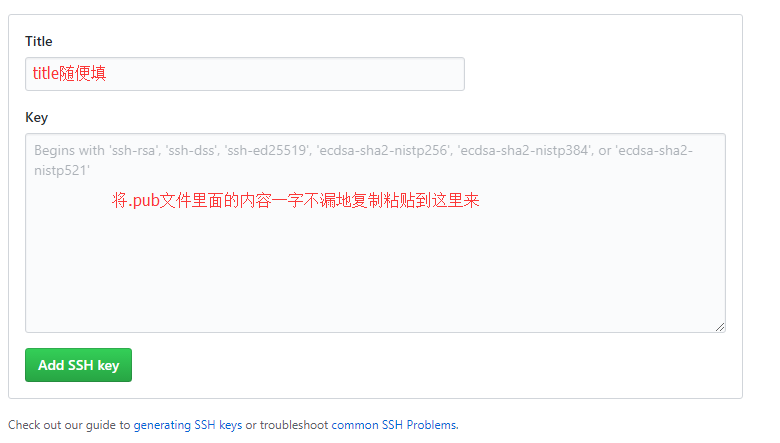 Title
title随便填
Key
Begins with 'ssh-rsa', 'ssh-dss', 'ssh-ed25519', 'ecdsa-sha2-nistp256', 'ecdsa-sha2-nistp384', or 'ecdsa-sha2-
nistp521'
将.pub文件里面的内容一字不漏地复制粘贴到这里来
Add SSH key
Check out our guide to generating SSH keys or troubleshoot common SSH Problems.